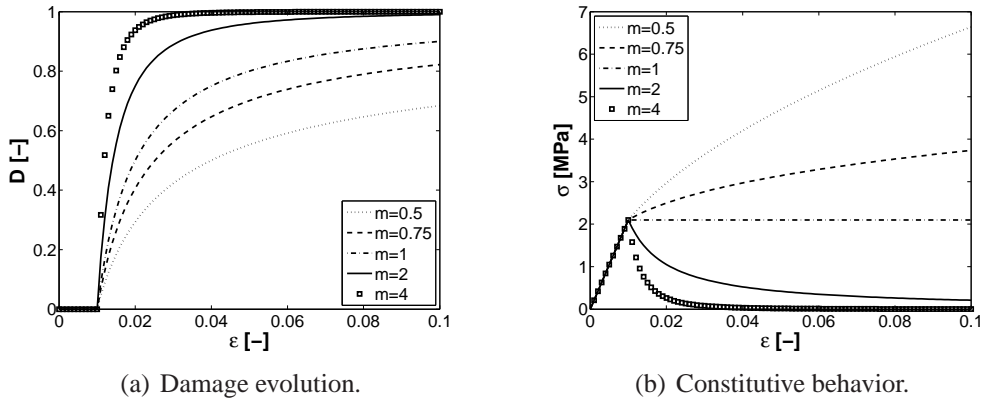 1
0.8
0.6
0.4
0.2
0
D [–]
0 0.02 0.04 0.06 0.08 0.1
ε [–]
m=0.5
m=0.75
m=1
m=2
m=4
(a) Damage evolution.
7
6
5
4
3
2
1
0
σ [MPa]
0 0.02 0.04 0.06 0.08 0.1
ε [–]
m=0.5
m=0.75
m=1
m=2
m=4
(b) Constitutive behavior.